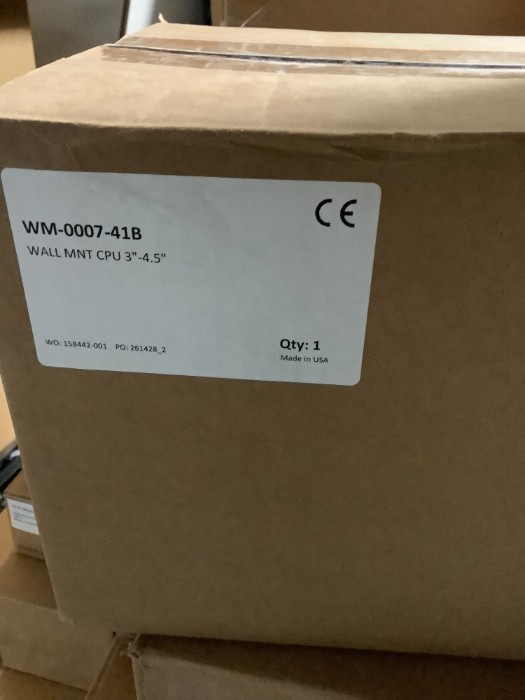 CE
WM-0007-41B
WALL MNT CPU 3"-4.5"
WO: 158442-001 PO: 261428_2
Qty: 1
Made in USA